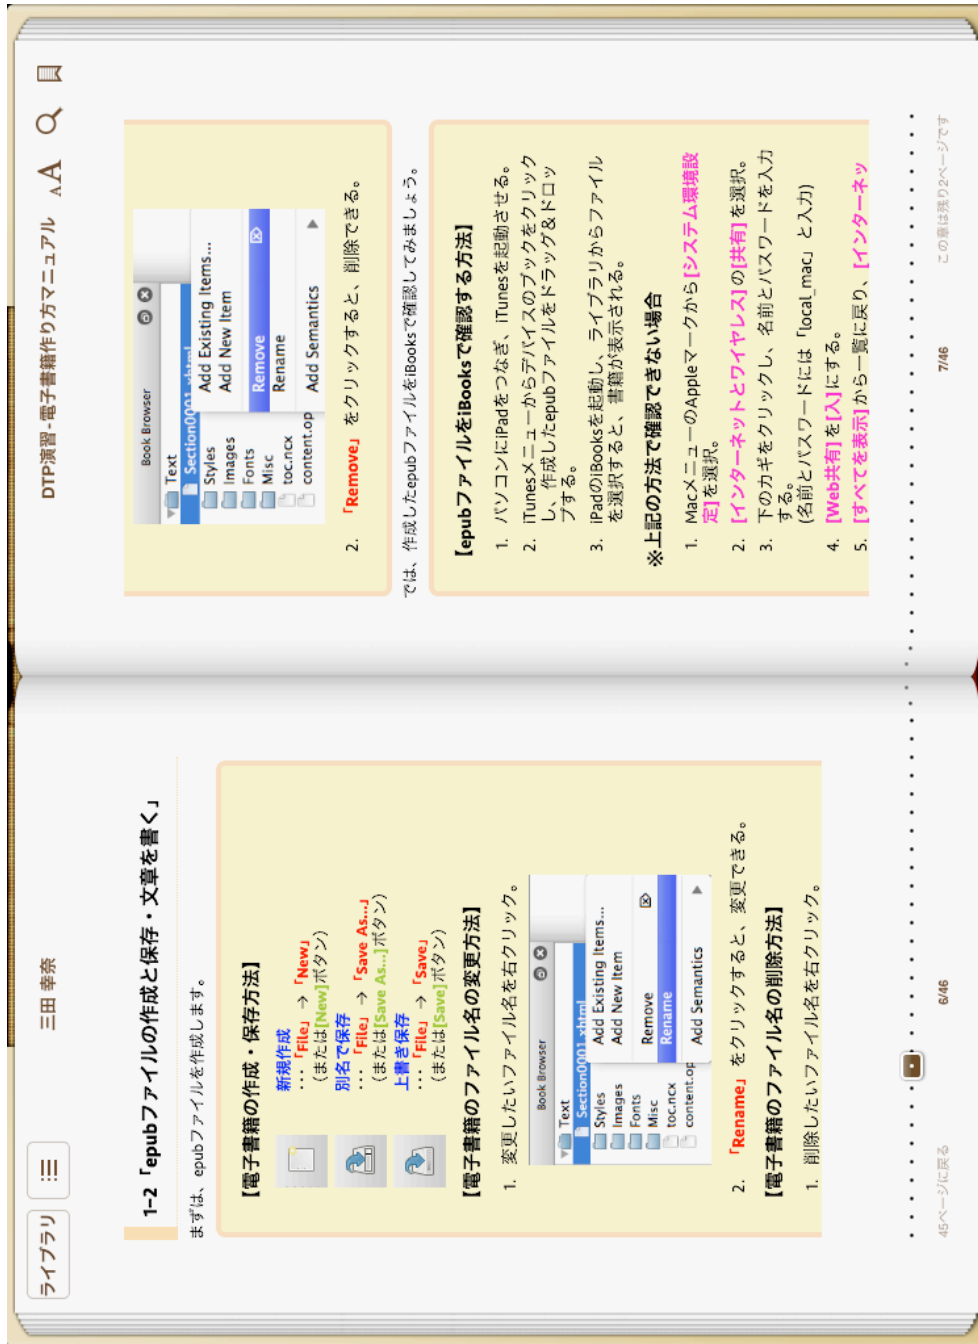 ライブラリ
三田 幸奈
DTP演習-電子書籍作り方マニュアル
AA
1-2「epubファイルの作成と保存・文章を書く」
まずは、epubファイルを作成します。
【電子書籍の作成・保存方法】
新規作成
･･･「File」→「New」
（または[New]ボタン）
別名で保存
･･･「File」→「Save As...」
（または[Save As...]ボタン）
上書き保存
･･･「File」→「Save」
（または[Save]ボタン）
【電子書籍のファイル名の変更方法】
1. 変更したいファイル名を右クリック。
Book Browser
Text
Section0001.xhtml
Styles
Images
Fonts
Misc
toc.ncx
content.op
Add Existing Items...
Add New Item
Remove
Rename
Add Semantics
2. 「Rename」をクリックすると、変更できる。
【電子書籍のファイル名の削除方法】
1. 削除したいファイル名を右クリック。
45ページに戻る
6/46
Book Browser
Text
Section0001.xhtml
Styles
Images
Fonts
Misc
toc.ncx
content.op
Add Existing Items...
Add New Item
Remove
Rename
Add Semantics
2. 「Remove」をクリックすると、削除できる。
では、作成したepubファイルをiBooksで確認してみましょう。
【epubファイルをiBooksで確認する方法】
1. パソコンにiPadをつなぎ、iTunesを起動させる。
2. iTunesメニューからデバイスのブックをクリック
し、作成したepubファイルをドラッグ&ドロッ
プする。
3. iPadのiBooksを起動し、ライブラリからファイル
を選択すると、書籍が表示される。
※上記の方法で確認できない場合
1. MacメニューのAppleマークから[システム環境設
定]を選択。
2. [インターネットとワイヤレス]の[共有]を選択。
3. 下のカギをクリックし、名前とパスワードを入力
する。
(名前とパスワードには「local_mac」と入力)
4. [Web共有]を[入]にする。
5. [すべてを表示]から一覧に戻り、[インターネッ
7/46
この章は残り2ページです